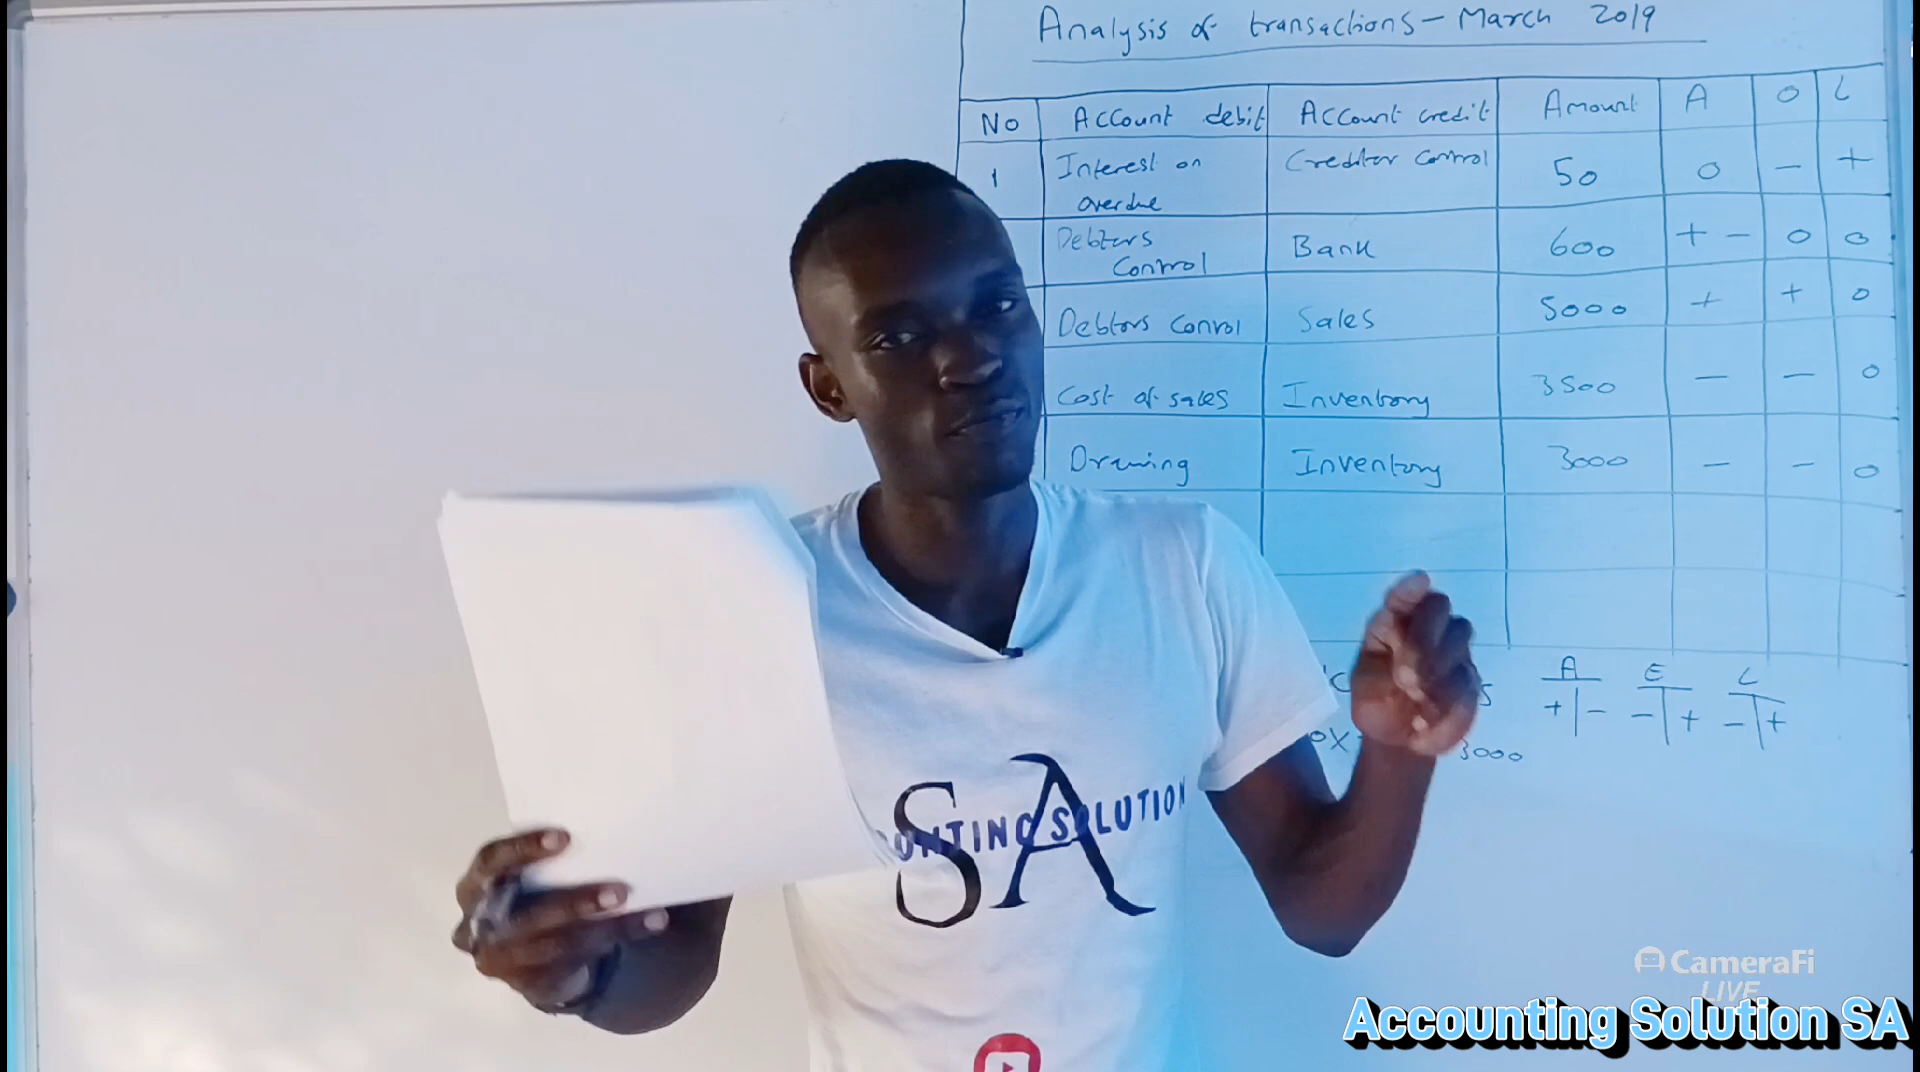 Analysis of transactions - March 2019
No Account debit Account credit Amount A O L
1 Interest on overdue Creditor control 50 0 - +
Debtors Control Bank 600 + - 0 0
Debtors Conrol Sales 5000 + + 0
Cost of sales Inventory 3500 - - 0
Drawing Inventory 3000 - - 0
A E L
+ - - + - +
3000
SA
SOLUTION
CameraFi
LIVE
Accounting Solution SA